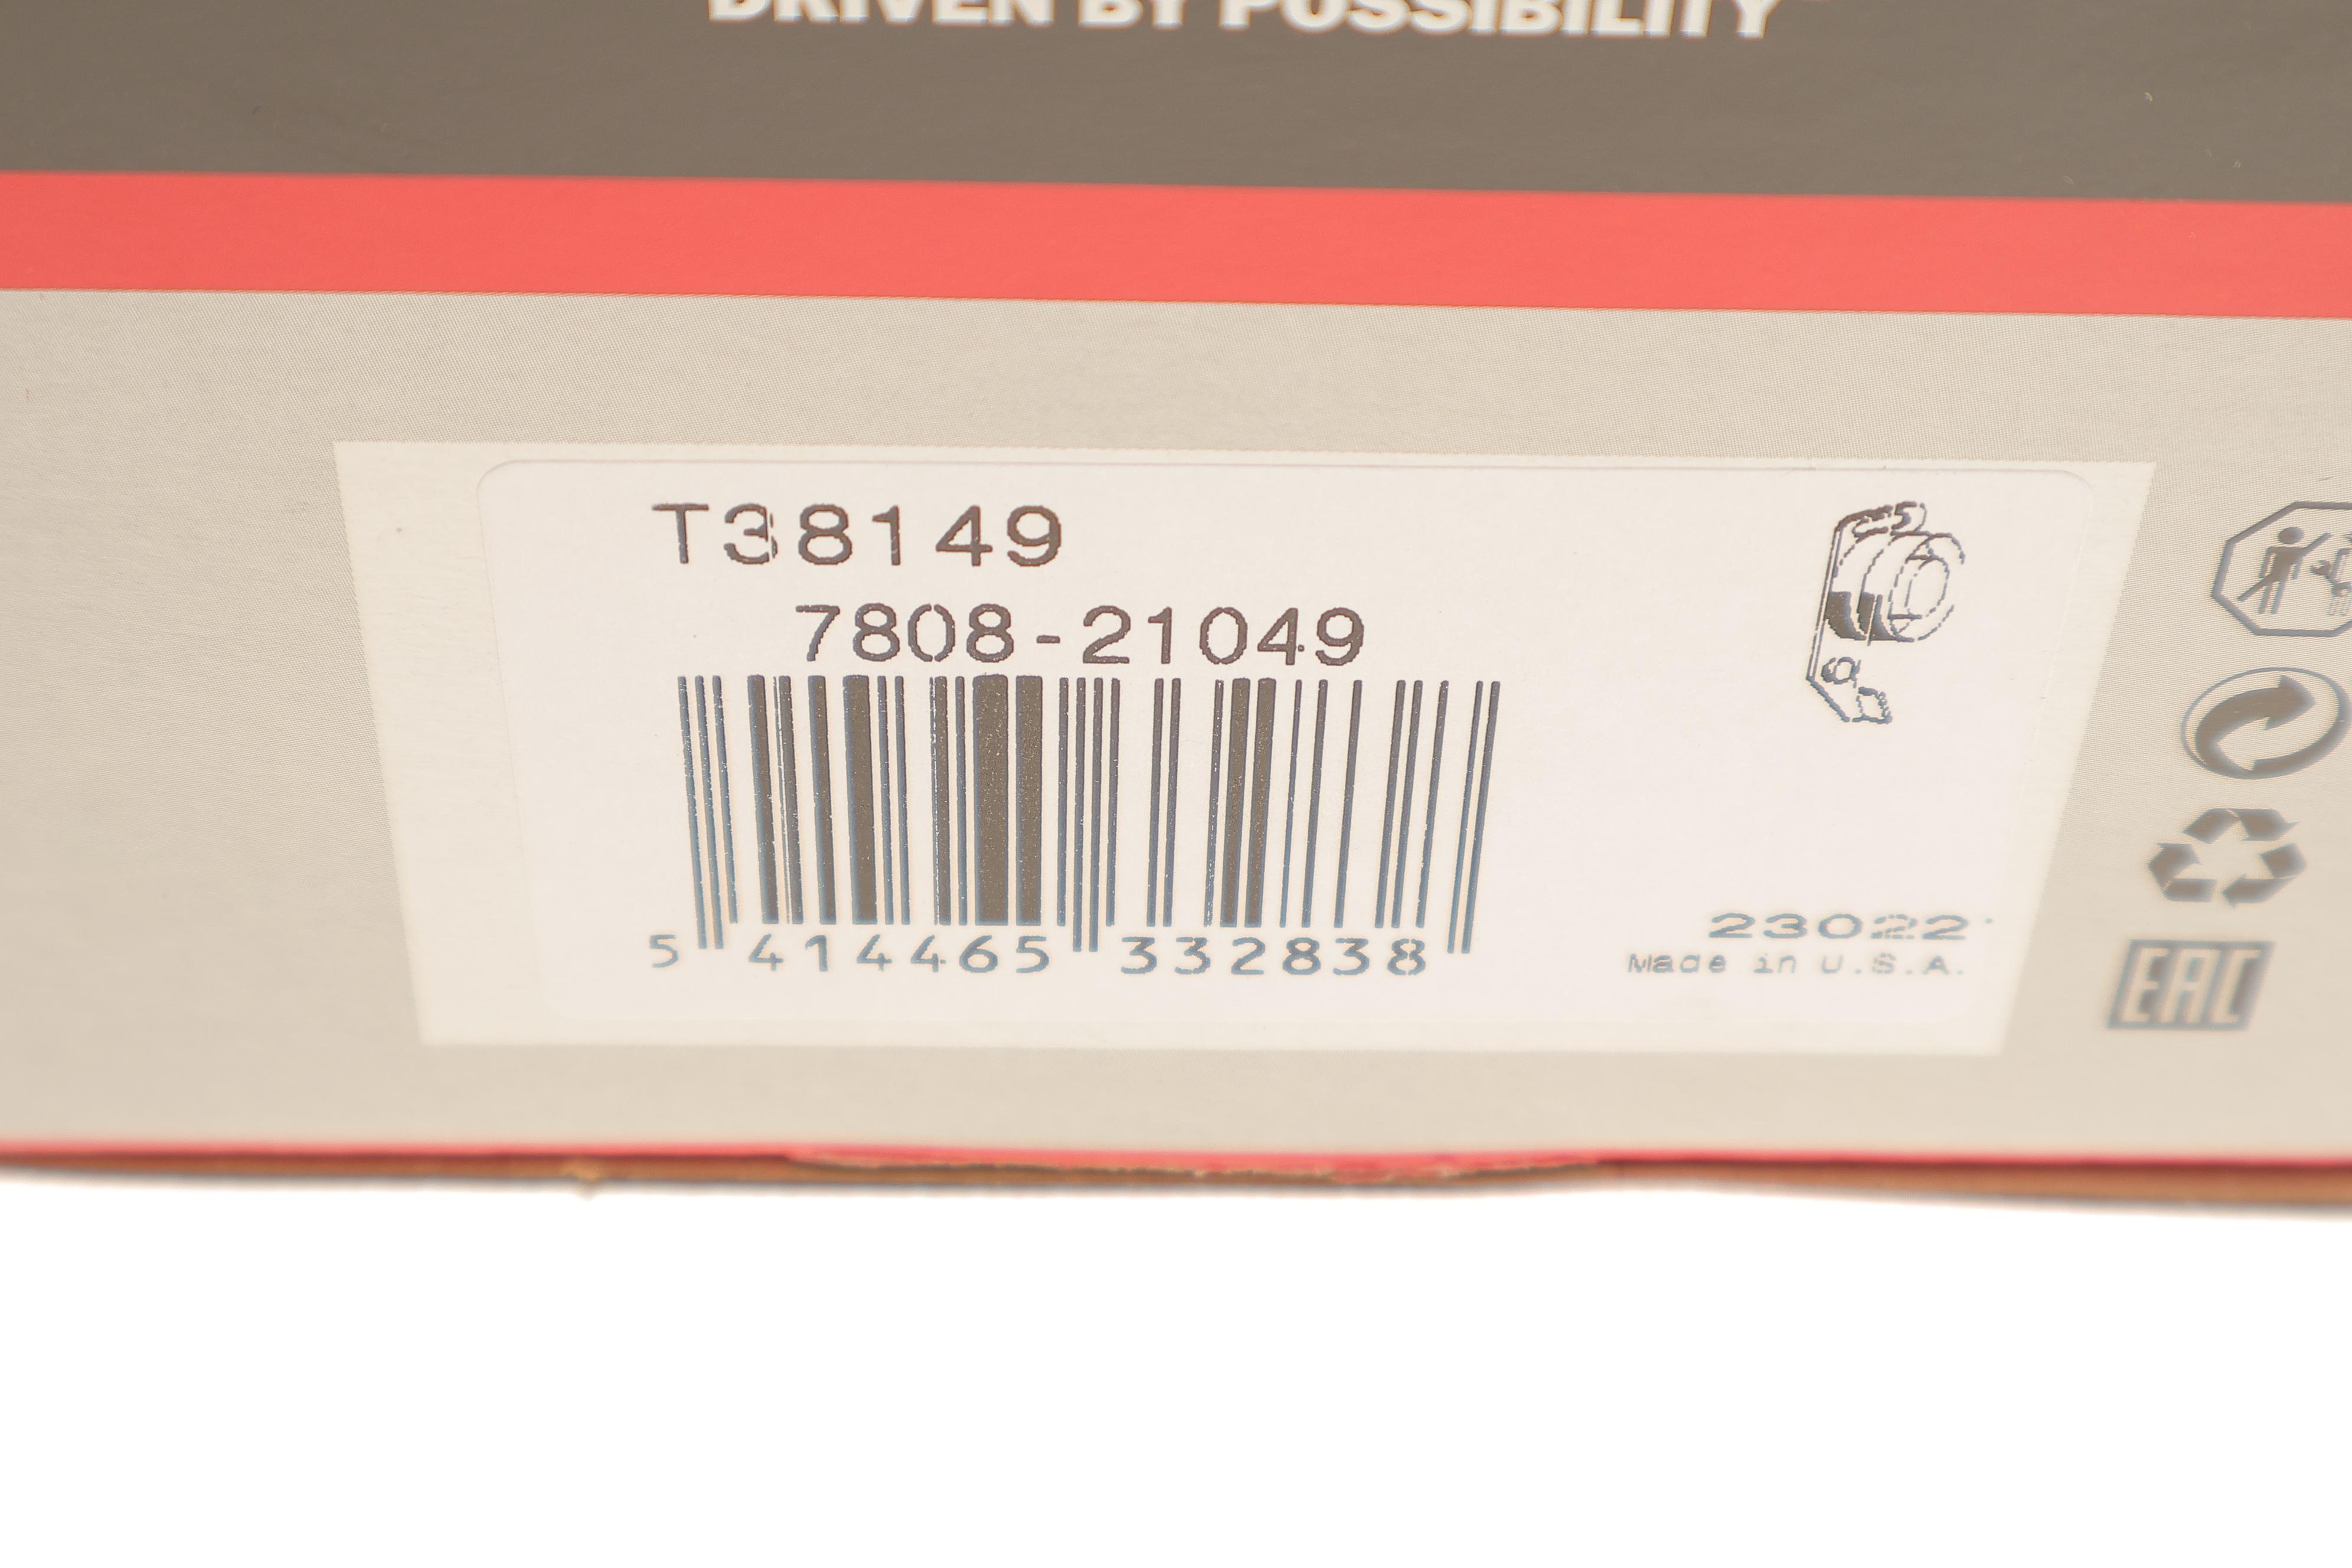 DRIVEN BY POSSIBILITY
T38149
7808-21049
5 414465 332838
23022
Made in U.S.A.
EAC